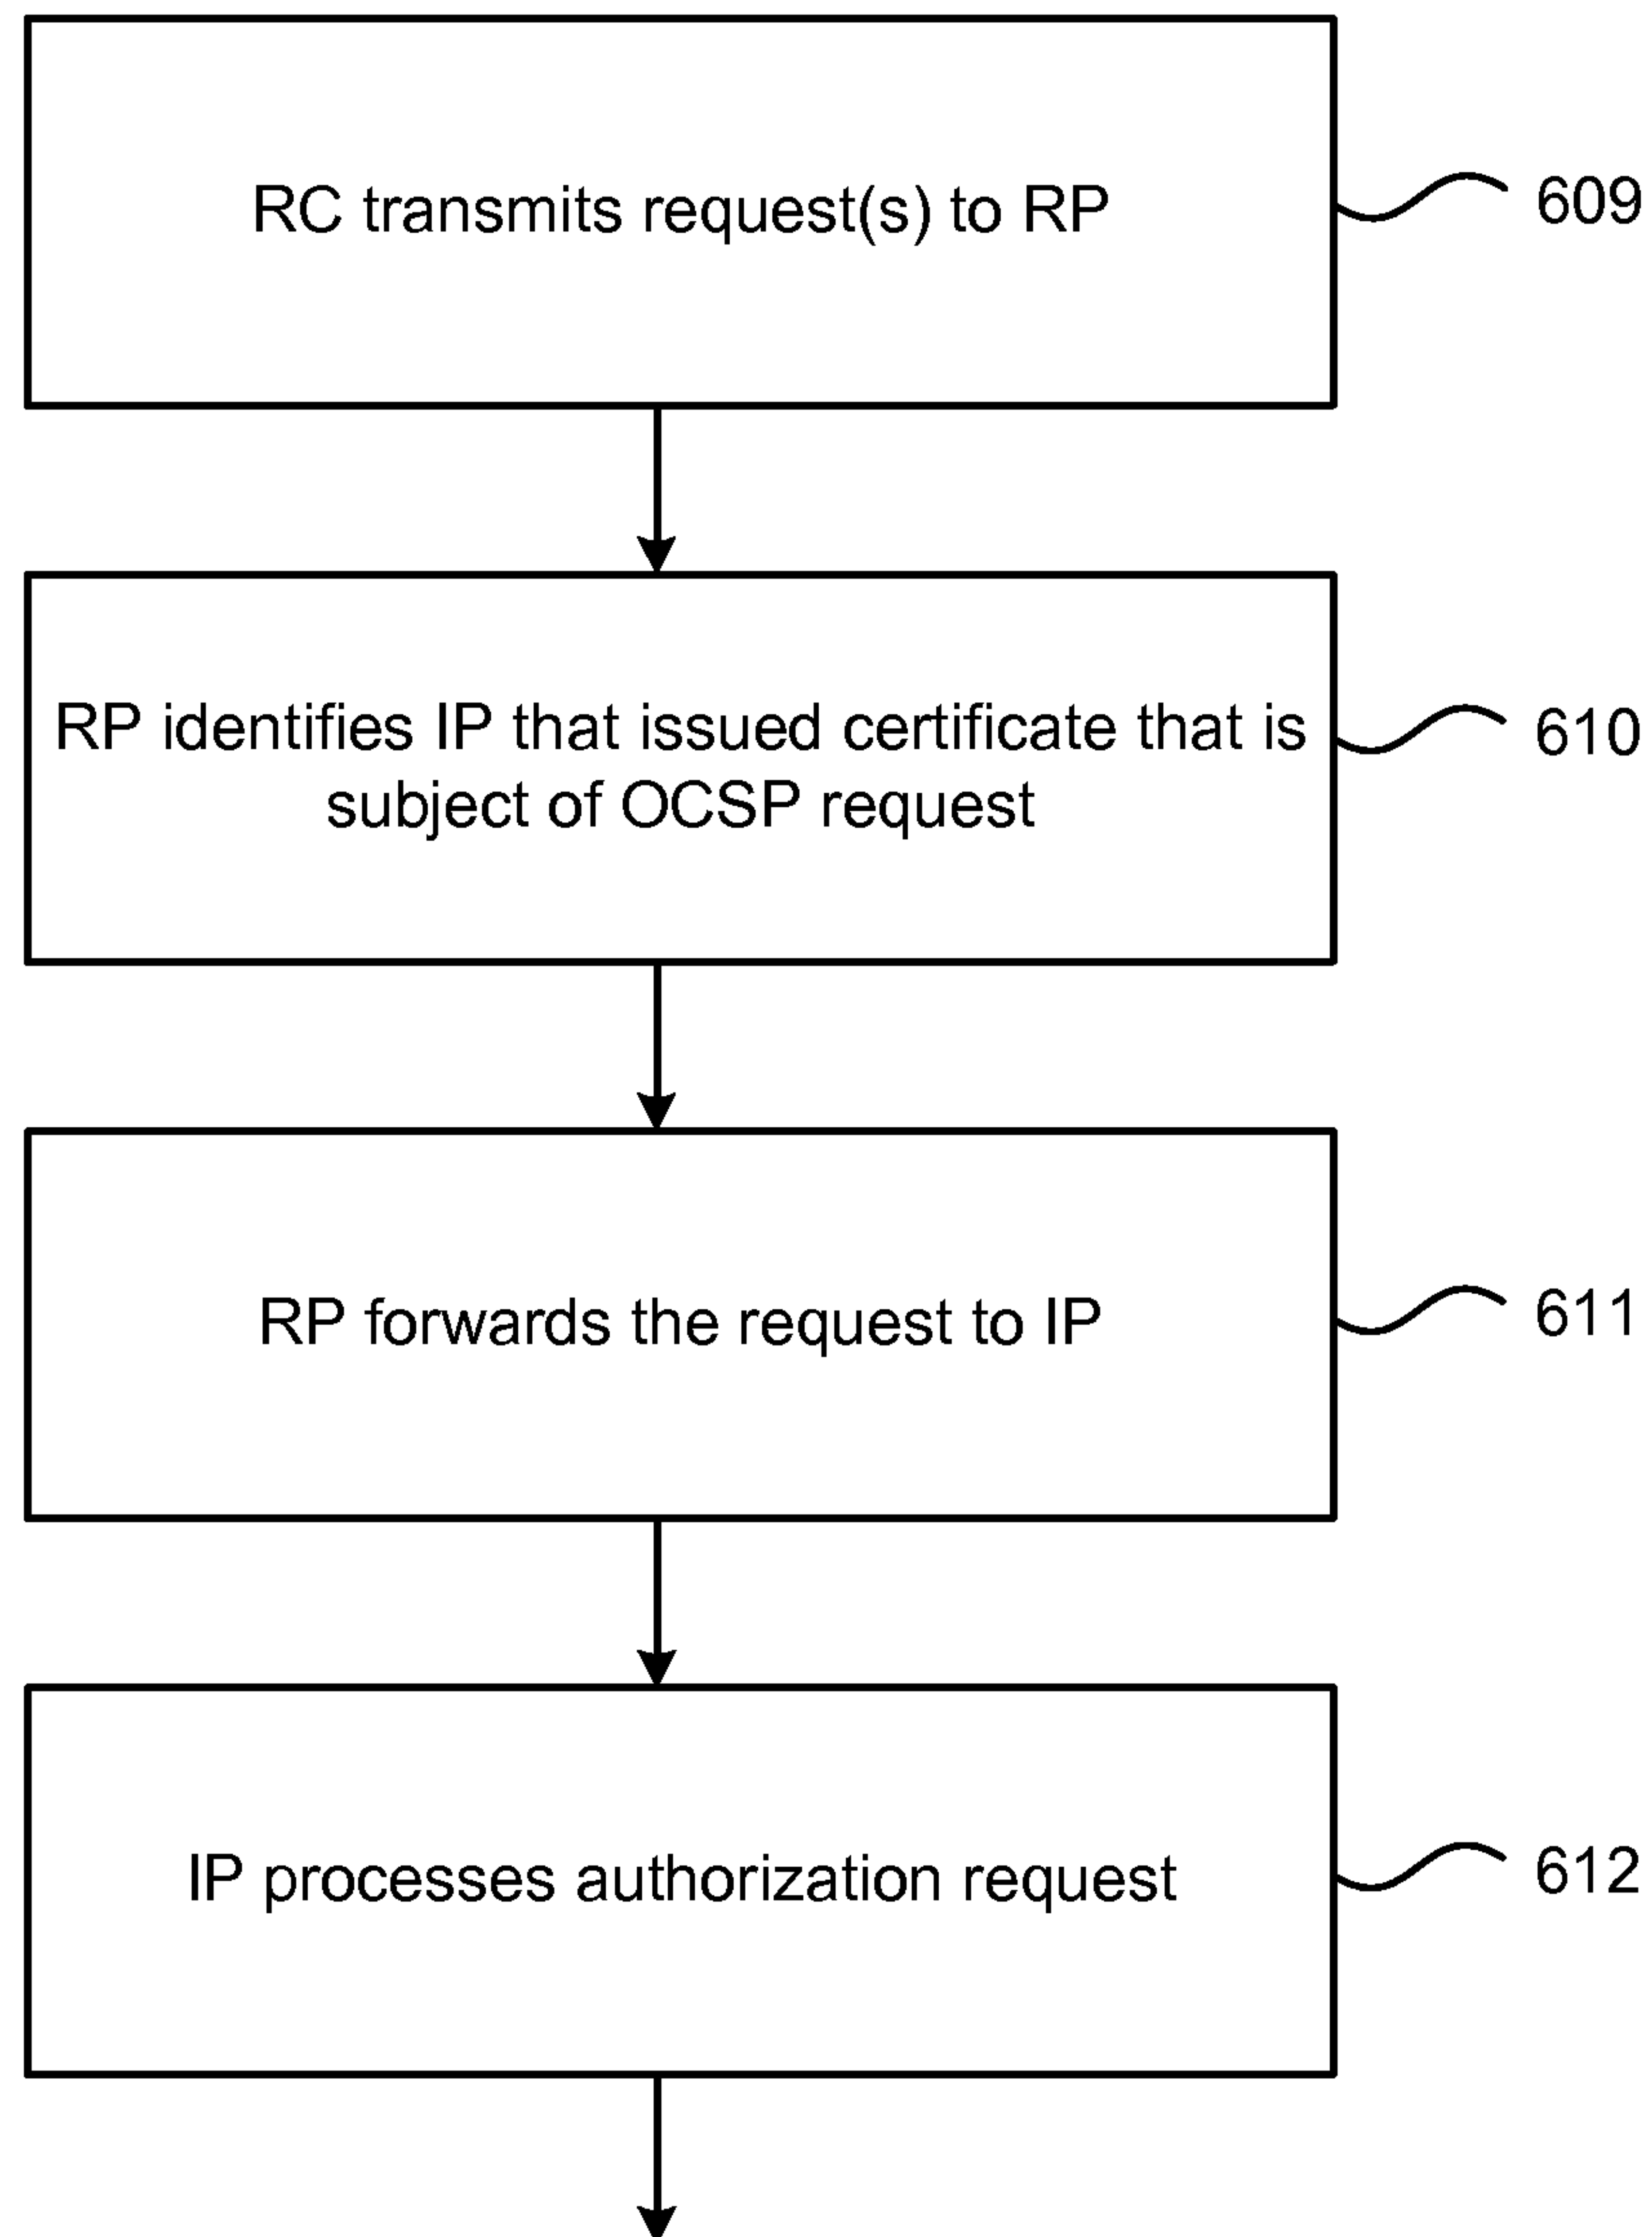 RC transmits request(s) to RP
609
RP identifies IP that issued certificate that is
subject of OCSP request
610
RP forwards the request to IP
611
IP processes authorization request
612